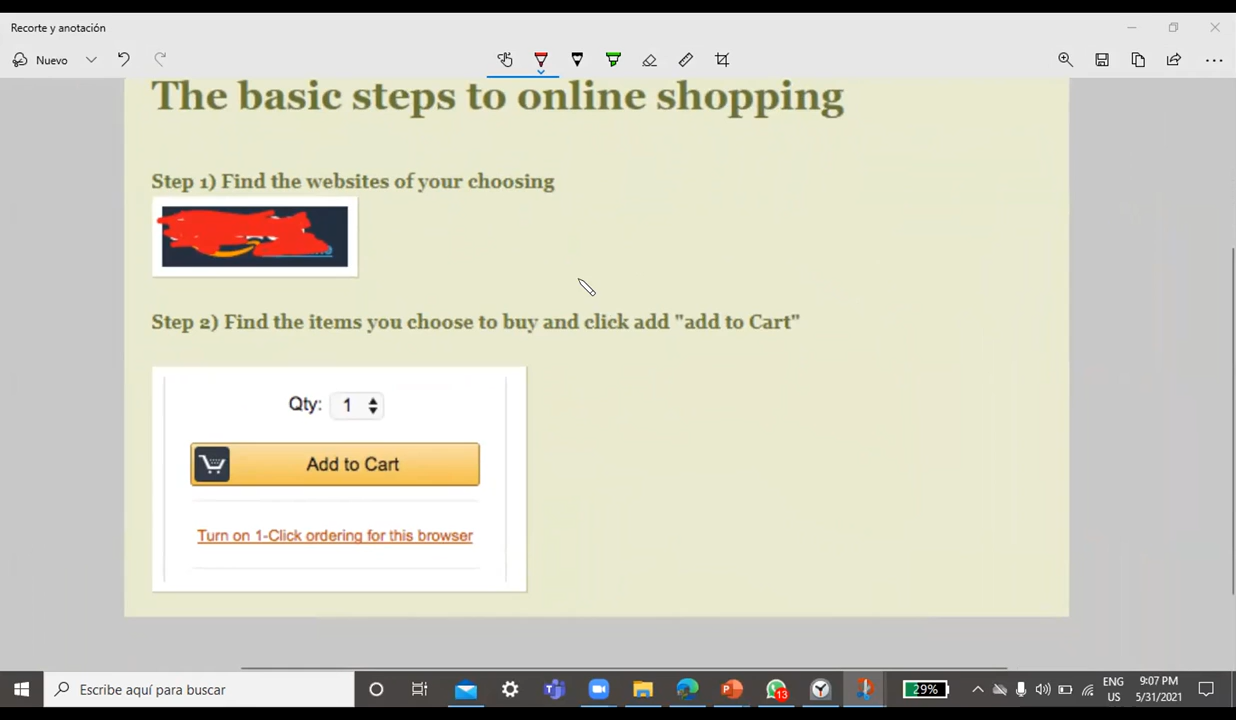 Recorte y anotación
Nuevo
The basic steps to online shopping
Step 1) Find the websites of your choosing
Step 2) Find the items you choose to buy and click add "add to Cart"
Qty: 1
Add to Cart
Turn on 1-Click ordering for this browser
Escribe aquí para buscar
13
29%
ENG
US
9:07 PM
5/31/2021